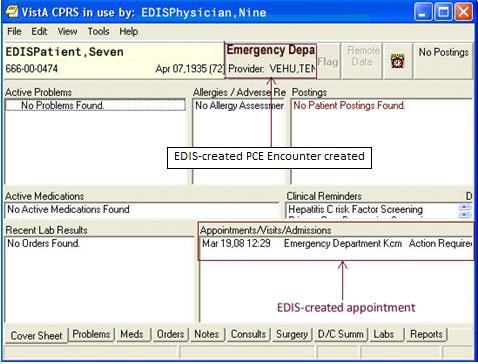 VistA CPRS in use by: EDISPhysician,Nine
File Edit View Tools Help
EDISPatient,Seven
666-00-0474 Apr 07,1935 (72)
Emergency Depa
Provider: VEHU,TEN
Flag
Remote
Data
No Postings
Active Problems
No Problems Found.
Allergies / Adverse Re
No Allergy Assessmer
Postings
No Patient Postings Found.
EDIS-created PCE Encounter created
Active Medications
No Active Medications Found
Clinical Reminders D
Hepatitis C risk Factor Screening
Recent Lab Results
No Orders Found.
Appointments/Visits/Admissions
Mar 19,08 12:29 Emergency Department Kcm Action Require
EDIS-created appointment
Cover Sheet Problems Meds Orders Notes Consults Surgery D/C Summ Labs Reports